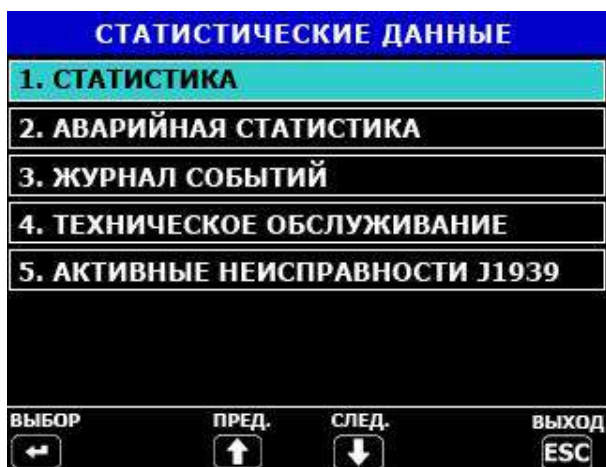 СТАТИСТИЧЕСКИЕ ДАННЫЕ
1. СТАТИСТИКА
2. АВАРИЙНАЯ СТАТИСТИКА
3. ЖУРНАЛ СОБЫТИЙ
4. ТЕХНИЧЕСКОЕ ОБСЛУЖИВАНИЕ
5. АКТИВНЫЕ НЕИСПРАВНОСТИ J1939
ВЫБОР ПРЕД. СЛЕД. ВЫХОД
ESC